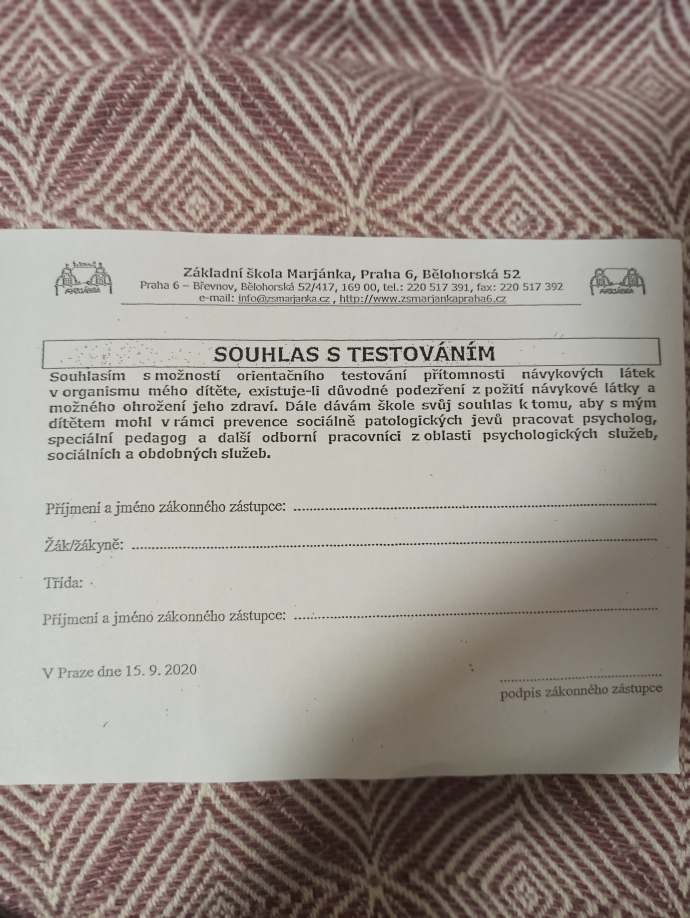 Základní škola Marjánka, Praha 6, Bělohorská 52
Praha 6 – Břevnov, Bělohorská 52/417, 169 00, tel.: 220 517 391, fax: 220 517 392
e-mail: info@zsmarjanka.cz , http://www.zsmarjankapraha6.cz
SOUHLAS S TESTOVÁNÍM
Souhlasím s možností orientačního testování přítomnosti návykových látek
v organismu mého dítěte, existuje-li důvodné podezření z požití návykové látky a
možného ohrožení jeho zdraví. Dále dávám škole svůj souhlas k tomu, aby s mým
dítětem mohl v rámci prevence sociálně patologických jevů pracovat psycholog,
speciální pedagog a další odborní pracovníci z oblasti psychologických služeb,
sociálních a obdobných služeb.
Příjmení a jméno zákonného zástupce:
Žák/žákyně:
Třída:
Příjmení a jméno zákonného zástupce:
V Praze dne 15. 9. 2020
podpis zákonného zástupce